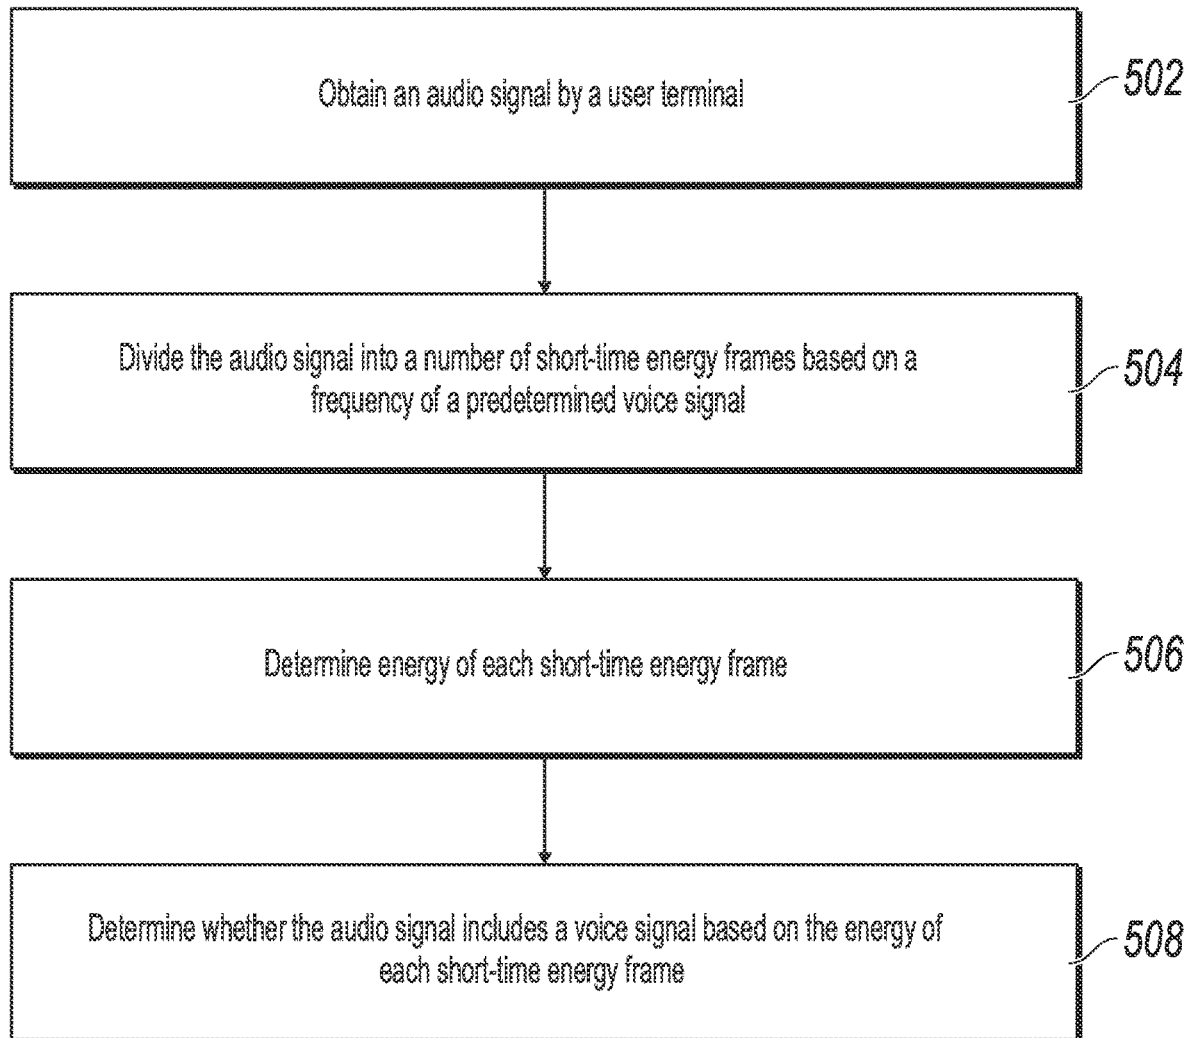 Obtain an audio signal by a user terminal
502
Divide the audio signal into a number of short-time energy frames based on a
frequency of a predetermined voice signal
504
Determine energy of each short-time energy frame
506
Determine whether the audio signal includes a voice signal based on the energy of
each short-time energy frame
508